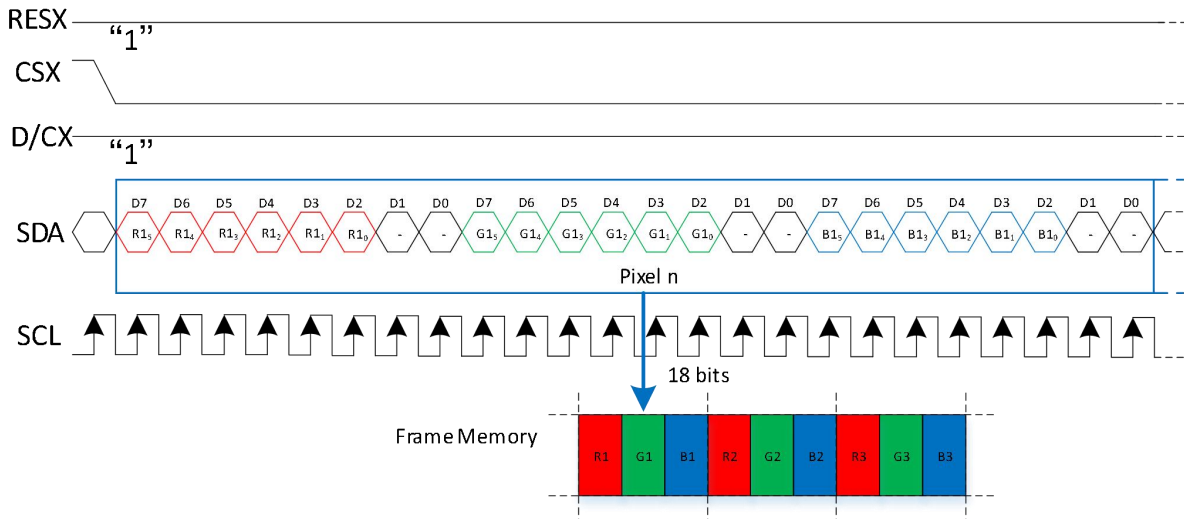 RESX
“1”
CSX
D/CX
“1”
D7 D6 D5 D4 D3 D2 D1 D0 D7 D6 D5 D4 D3 D2 D1 D0 D7 D6 D5 D4 D3 D2 D1 D0
SDA R1₅ R1₄ R1₃ R1₂ R1₁ R1₀ - - G1₅ G1₄ G1₃ G1₂ G1₁ G1₀ - - B1₅ B1₄ B1₃ B1₂ B1₁ B1₀ - -
Pixel n
SCL
18 bits
Frame Memory
R1 G1 B1 R2 G2 B2 R3 G3 B3